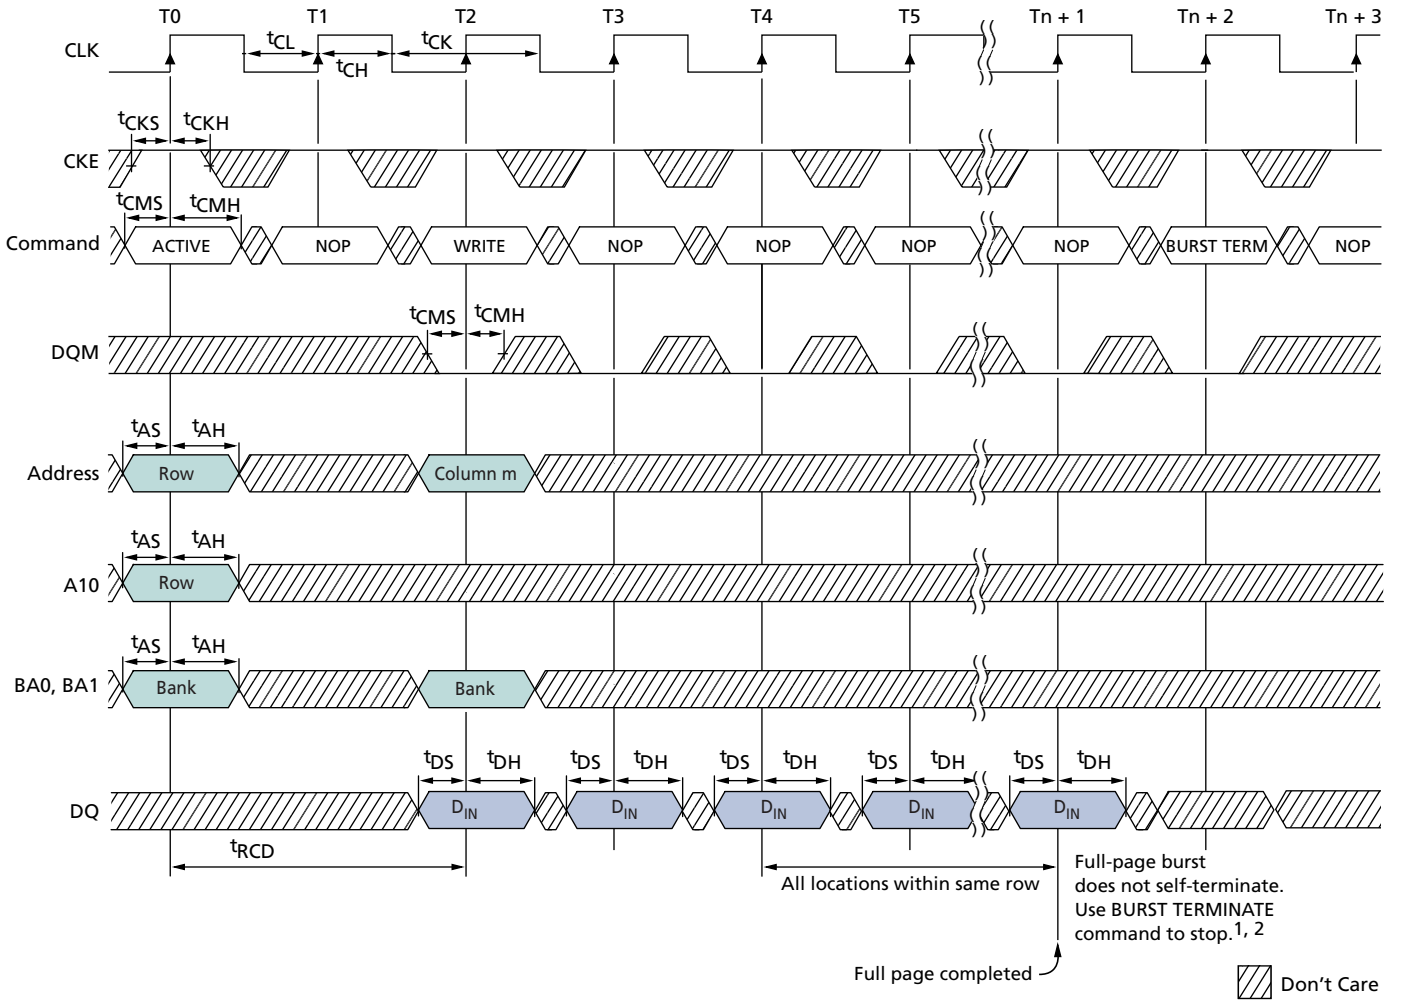 T0 T1 T2 T3 T4 T5 Tn + 1 Tn + 2 Tn + 3
CLK
tCL tCK
tCH
tCKS tCKH
CKE
tCMS tCMH
Command ACTIVE NOP WRITE NOP NOP NOP NOP BURST TERM NOP
tCMS tCMH
DQM
tAS tAH
Address Row Column m
tAS tAH
A10 Row
tAS tAH
BA0, BA1 Bank Bank
tDS tDH tDS tDH tDS tDH tDS tDH tDS tDH
DQ DIN DIN DIN DIN DIN
tRCD
All locations within same row
Full-page burst
does not self-terminate.
Use BURST TERMINATE
command to stop.1, 2
Full page completed
Don't Care